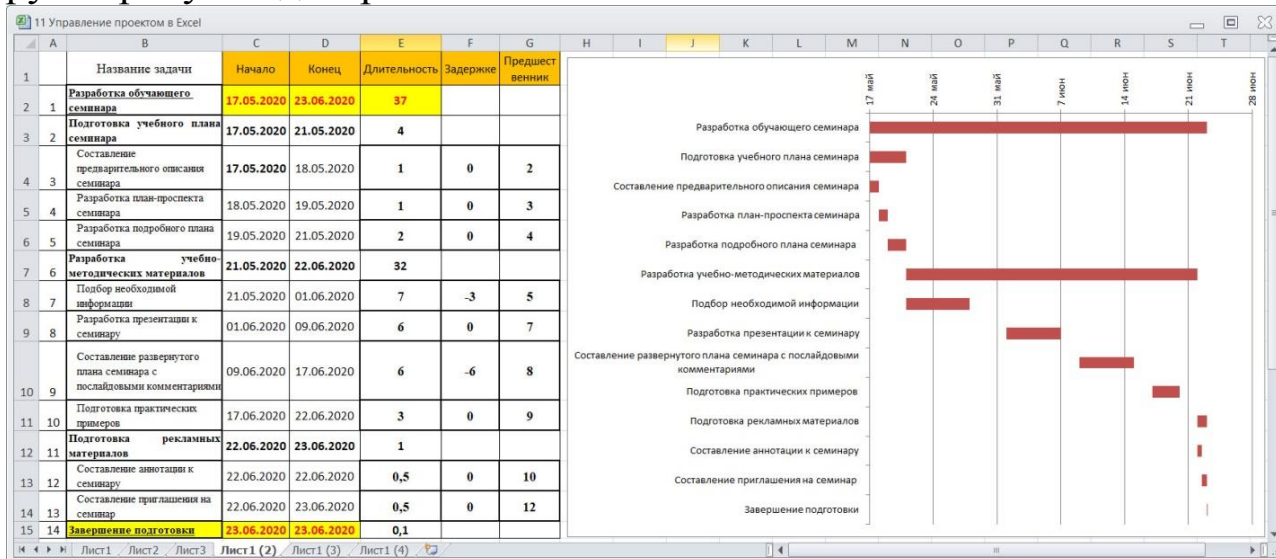 11 Управление проектом в Excel
A B C D E F G H I J K L M N O P Q R S T
1 Название задачи Начало Конец Длительность Задержке Предшест
венник
2 1 Разработка обучающего
семинара 17.05.2020 23.06.2020 37
3 2 Подготовка учебного плана
семинара 17.05.2020 21.05.2020 4
4 3 Составление
предварительного описания
семинара 17.05.2020 18.05.2020 1 0 2
5 4 Разработка план-проспекта
семинара 18.05.2020 19.05.2020 1 0 3
6 5 Разработка подробного плана
семинара 19.05.2020 21.05.2020 2 0 4
7 6 Разработка учебно-
методических материалов 21.05.2020 22.06.2020 32
8 7 Подбор необходимой
информации 21.05.2020 01.06.2020 7 -3 5
9 8 Разработка презентации к
семинару 01.06.2020 09.06.2020 6 0 7
10 9 Составление развернутого
плана семинара с
послайдовыми комментариями 09.06.2020 17.06.2020 6 -6 8
11 10 Подготовка практических
примеров 17.06.2020 22.06.2020 3 0 9
12 11 Подготовка рекламных
материалов 22.06.2020 23.06.2020 1
13 12 Составление аннотации к
семинару 22.06.2020 22.06.2020 0,5 0 10
14 13 Составление приглашения на
семинар 22.06.2020 23.06.2020 0,5 0 12
15 14 Завершение подготовки 23.06.2020 23.06.2020 0,1
17 май 24 май 31 май 7 июн 14 июн 21 июн 28 июн
Разработка обучающего семинара
Подготовка учебного плана семинара
Составление предварительного описания семинара
Разработка план-проспекта семинара
Разработка подробного плана семинара
Разработка учебно-методических материалов
Подбор необходимой информации
Разработка презентации к семинару
Составление развернутого плана семинара с послайдовыми
комментариями
Подготовка практических примеров
Подготовка рекламных материалов
Составление аннотации к семинару
Составление приглашения на семинар
Завершение подготовки
Лист1 Лист2 Лист3 Лист1 (2) Лист1 (3) Лист1 (4)